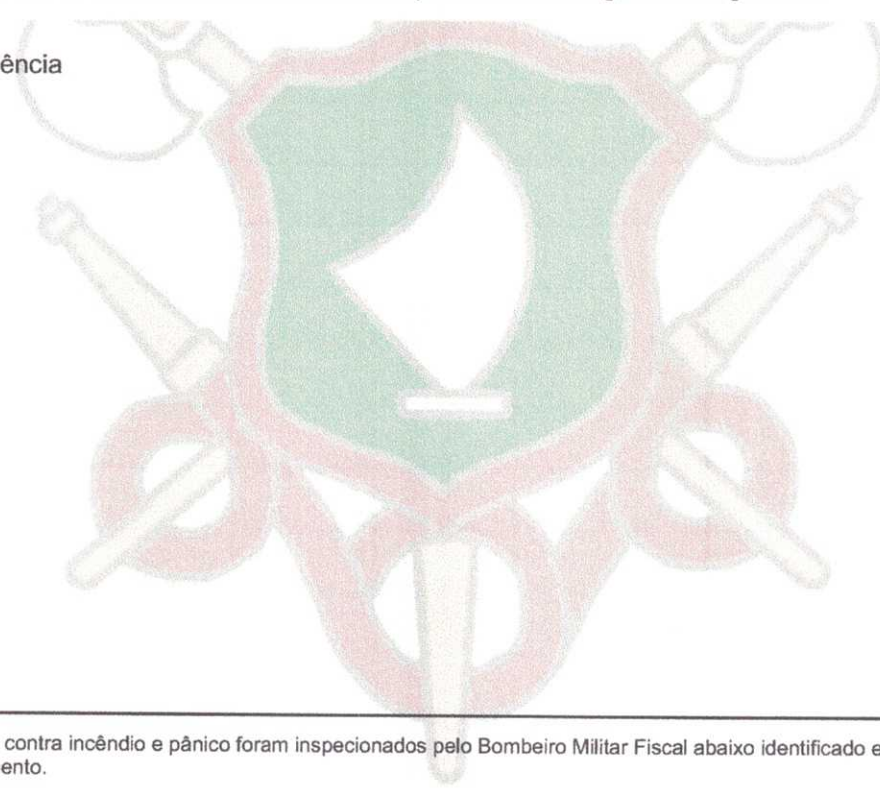 ência
contra incêndio e pânico foram inspecionados pelo Bombeiro Militar Fiscal abaixo identificado e
ento.